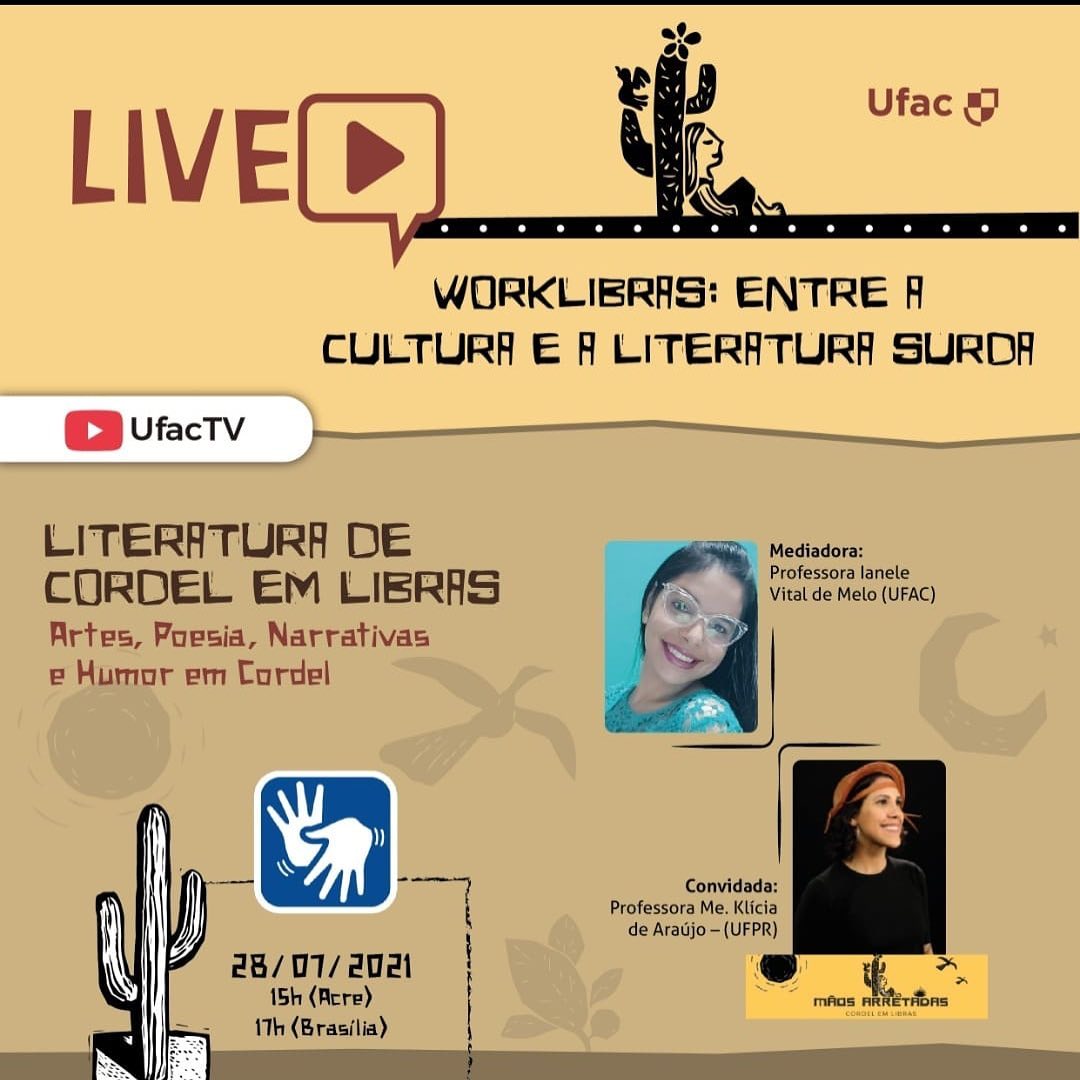 LIVE
Ufac
WORKLIBRAS: ENTRE A
CULTURA E A LITERATURA SURDA
UfacTV
LITERATURA DE
CORDEL EM LIBRAS
Artes, Poesia, Narrativas
e Humor em Cordel
Mediadora:
Professora Ianele
Vital de Melo (UFAC)
Convidada:
Professora Me. Klícia
de Araújo – (UFPR)
MÃOS ARRETADAS
CORDEL EM LIBRAS
28/07/2021
15h (Acre)
17h (Brasília)